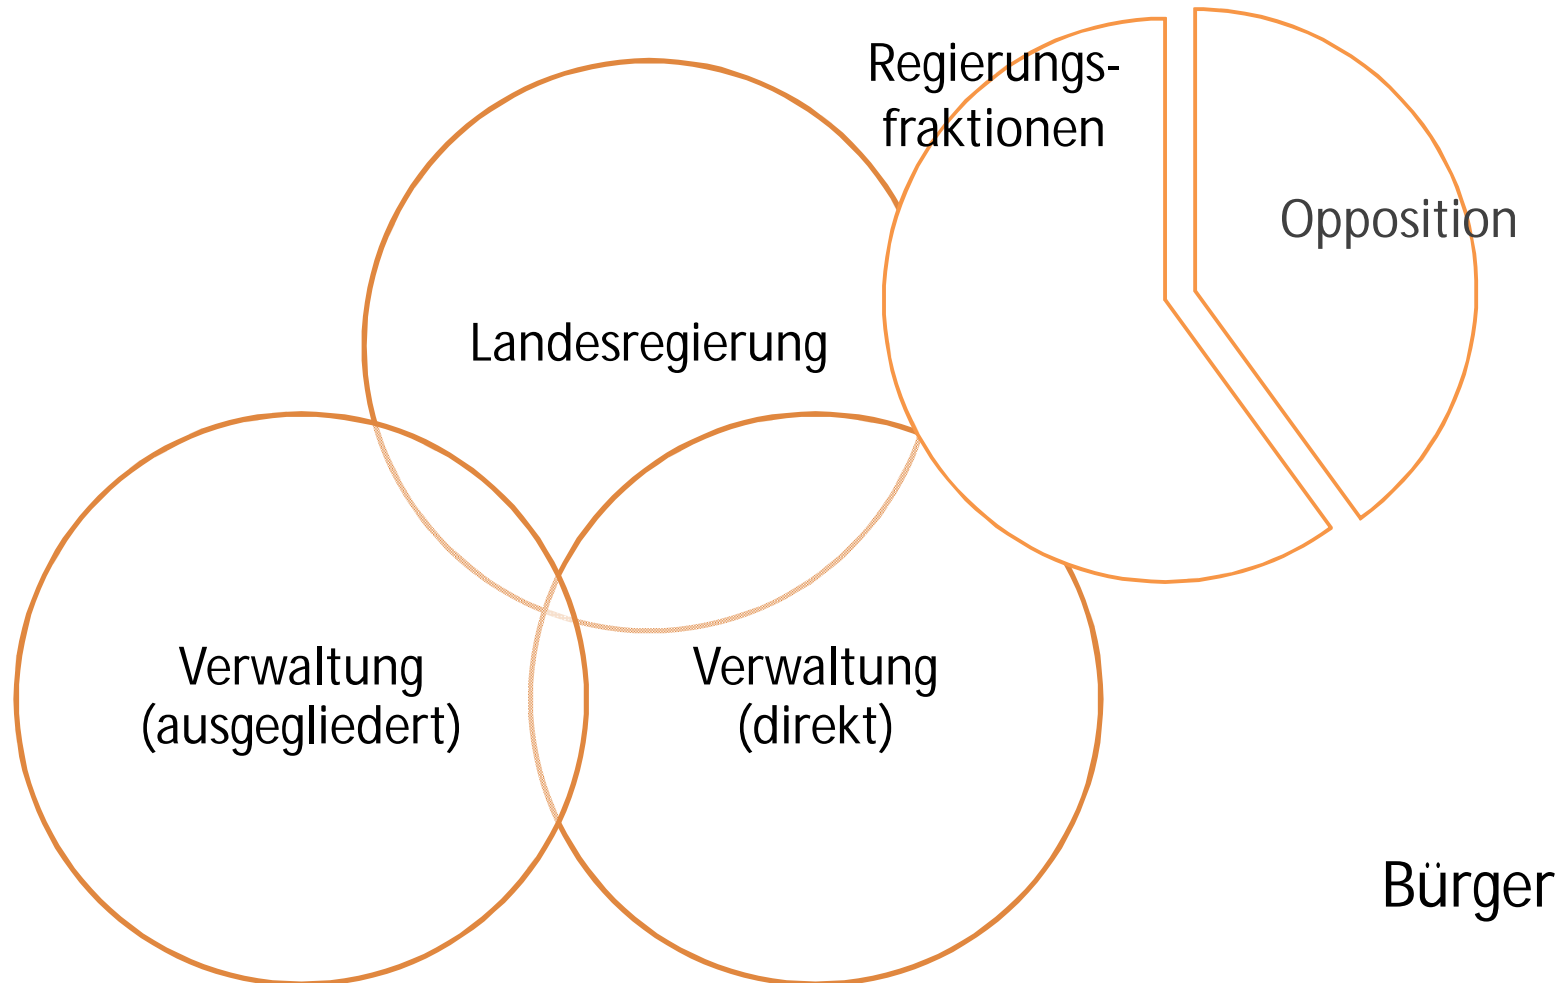 Regierungs-
fraktionen
Opposition
Landesregierung
Verwaltung
(ausgegliedert)
Verwaltung
(direkt)
Bürger